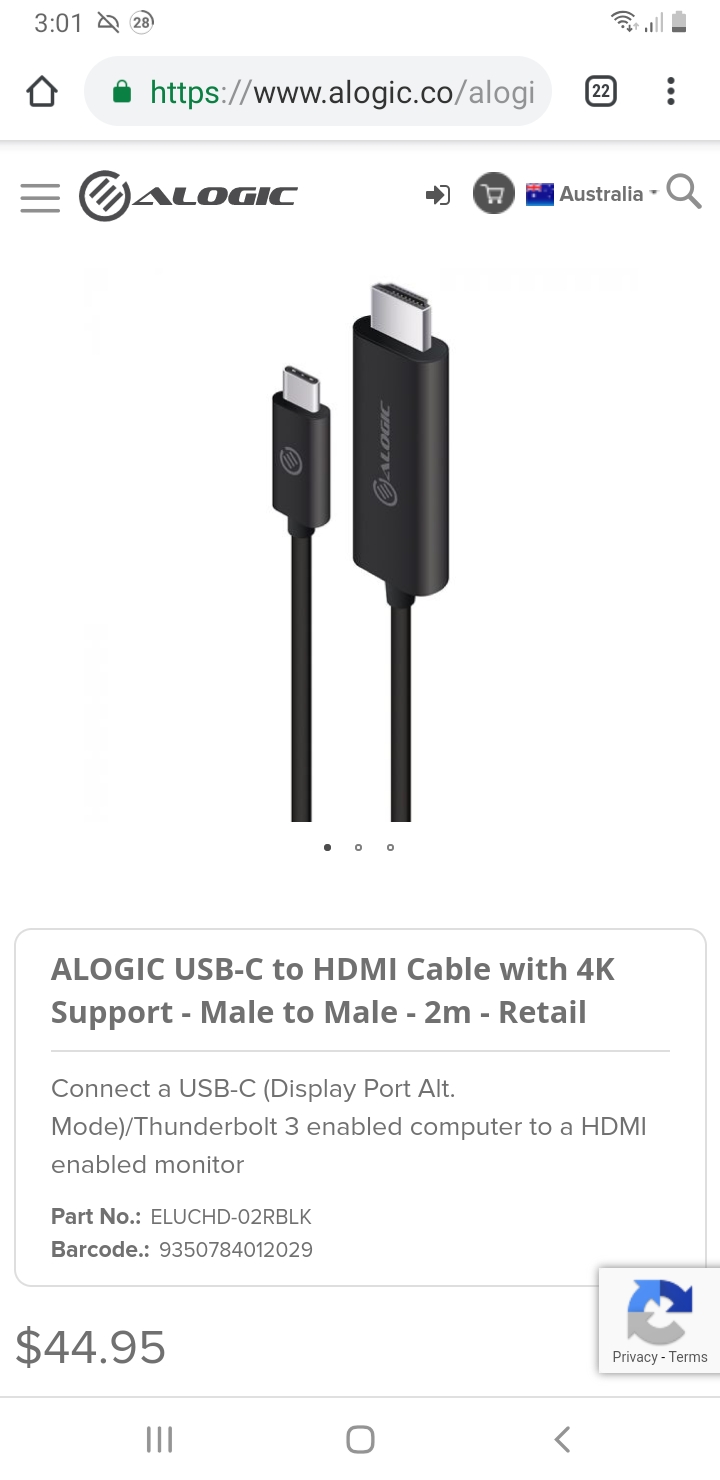 3:01 28
https://www.alogic.co/alogi 22
ALOGIC Australia
ALOGIC
ALOGIC USB-C to HDMI Cable with 4K
Support - Male to Male - 2m - Retail
Connect a USB-C (Display Port Alt.
Mode)/Thunderbolt 3 enabled computer to a HDMI
enabled monitor
Part No.: ELUCHD-02RBLK
Barcode.: 9350784012029
$44.95
Privacy - Terms